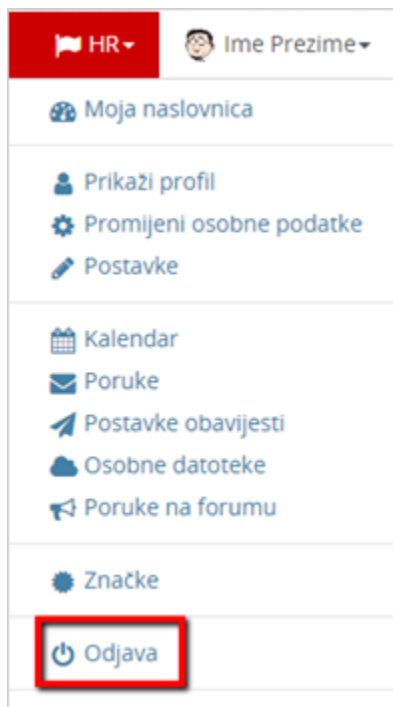 HR Ime Prezime
Moja naslovnica
Prikaži profil
Promijeni osobne podatke
Postavke
Kalendar
Poruke
Postavke obavijesti
Osobne datoteke
Poruke na forumu
Značke
Odjava